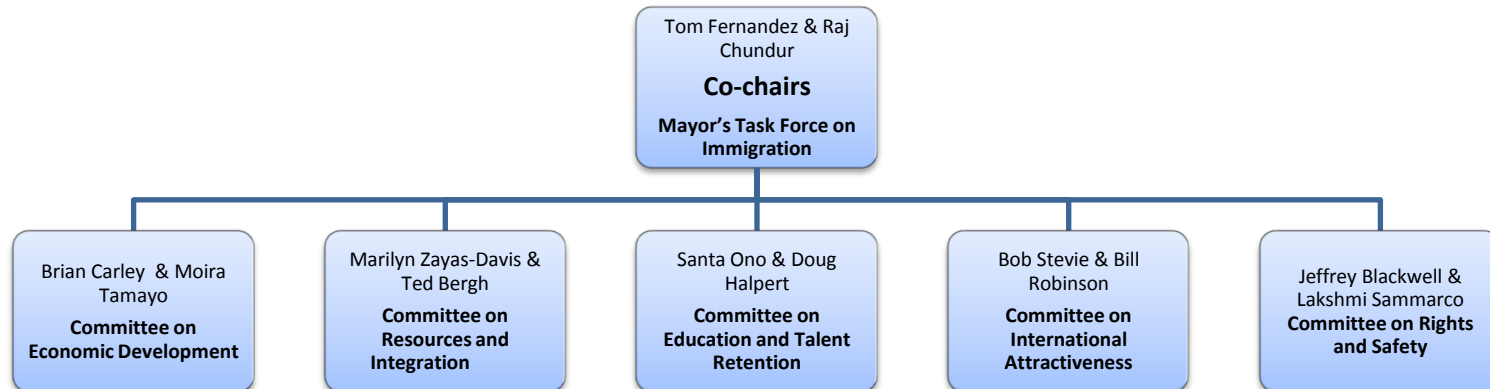 Tom Fernandez & Raj
Chundur
Co-chairs
Mayor’s Task Force on
Immigration
Brian Carley & Moira
Tamayo
Committee on
Economic Development
Marilyn Zayas-Davis &
Ted Bergh
Committee on
Resources and
Integration
Santa Ono & Doug
Halpert
Committee on
Education and Talent
Retention
Bob Stevie & Bill
Robinson
Committee on
International
Attractiveness
Jeffrey Blackwell &
Lakshmi Sammarco
Committee on Rights
and Safety